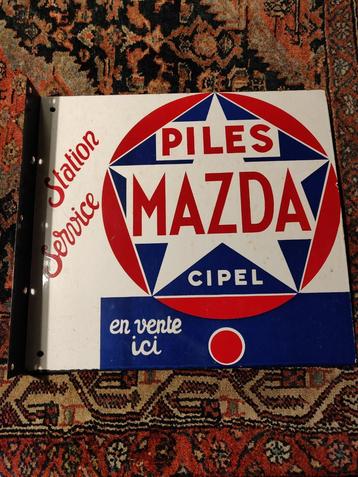 Station
Service
PILES
MAZDA
CIPEL
en vente
ici